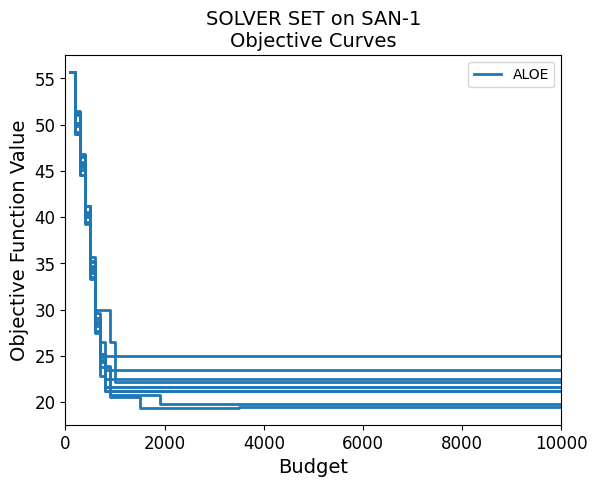 SOLVER SET on SAN-1
Objective Curves
ALOE
Objective Function Value
55
50
45
40
35
30
25
20
0 2000 4000 6000 8000 10000
Budget